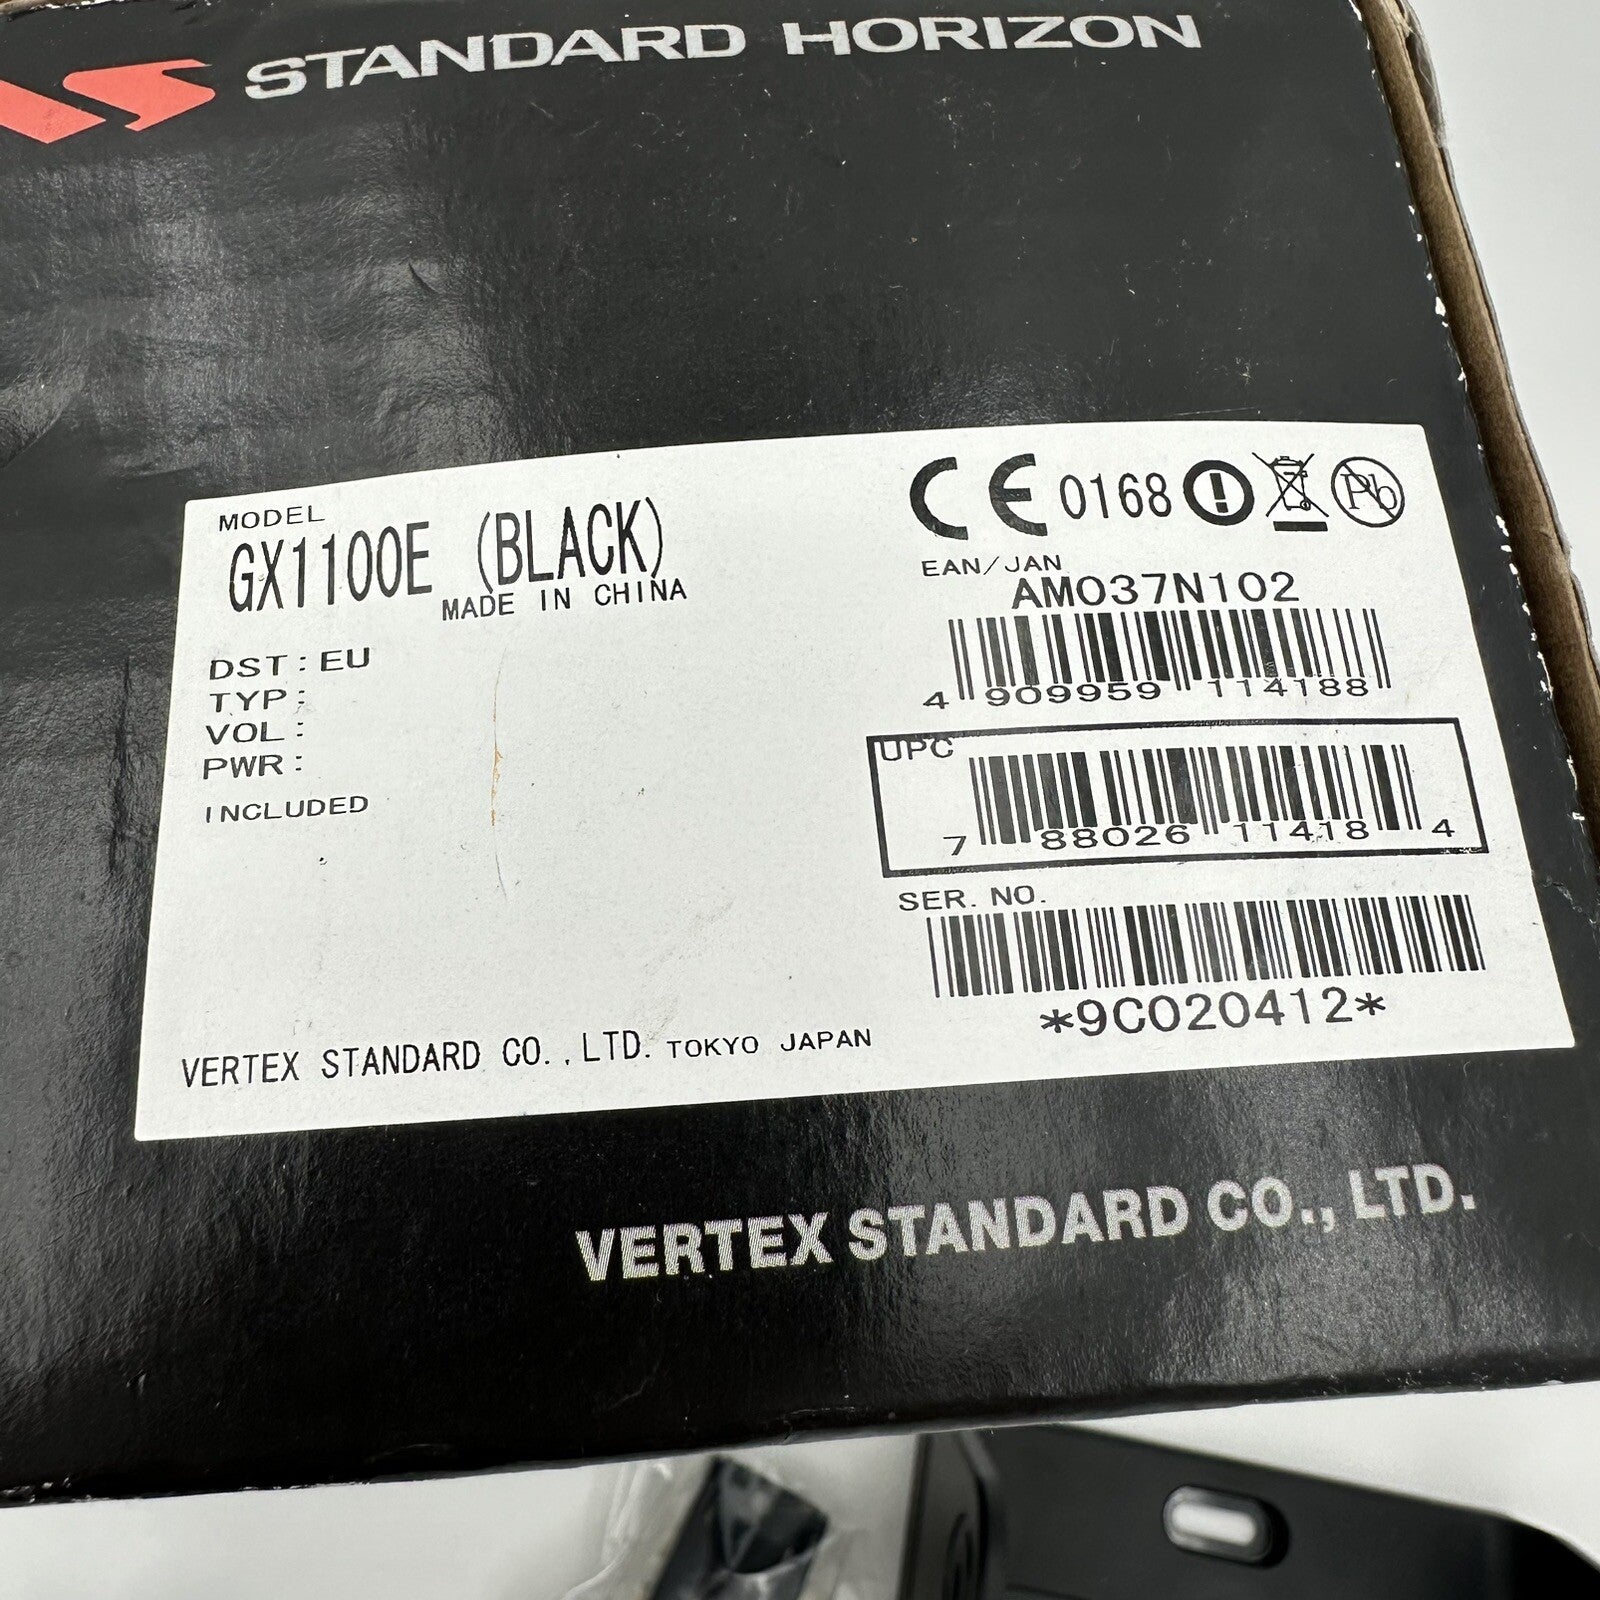 STANDARD HORIZON
MODEL
GX1100E (BLACK)
MADE IN CHINA
DST:EU
TYP:
VOL:
PWR:
INCLUDED
VERTEX STANDARD CO.,LTD. TOKYO JAPAN
CE 0168
Pb
EAN/JAN
AM037N102
4 909959 114188
UPC
7 88026 11418 4
SER. NO.
*9C020412*
VERTEX STANDARD CO., LTD.